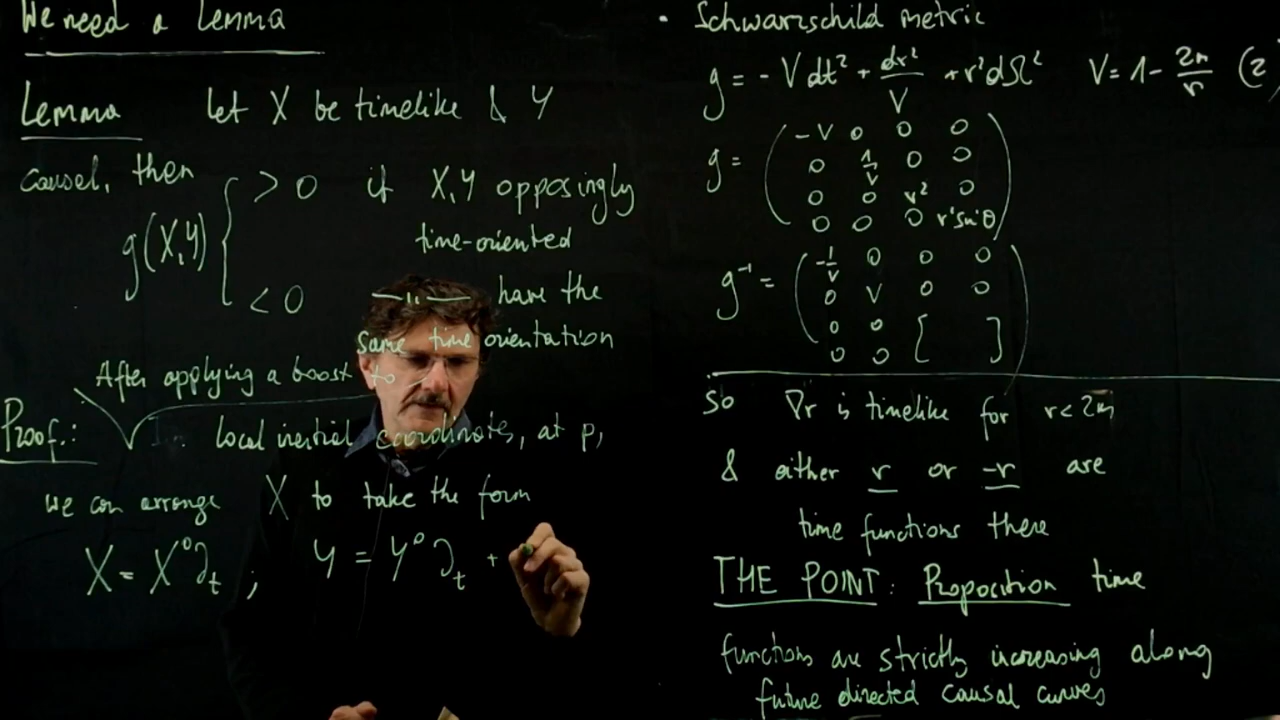 We need a Lemma
Lemma Let X be timelike & Y
causal, then
g(X,Y) { > 0 if X,Y opposingly
time-oriented
< 0 —"— have the
same time orientation
After applying a boost to
Proof.: local inertial coordinates, at p,
we can arrange X to take the form
X = X⁰∂ₜ ; Y = Y⁰∂ₜ +
• Schwarzschild metric
g = - V dt² + dr²/V + r²dΩ² V = 1 - 2m/r (2
g = ( -V 0 0 0
0 1/V 0 0
0 0 r² 0
0 0 0 r²sin²θ )
g⁻¹ = ( -1/V 0 0 0
0 V 0 0
0 0 [
0 0 ] )
so ∇r is timelike for r < 2m
& either r or -r are
time functions there
THE POINT: Proposition time
functions are strictly increasing along
future directed causal curves